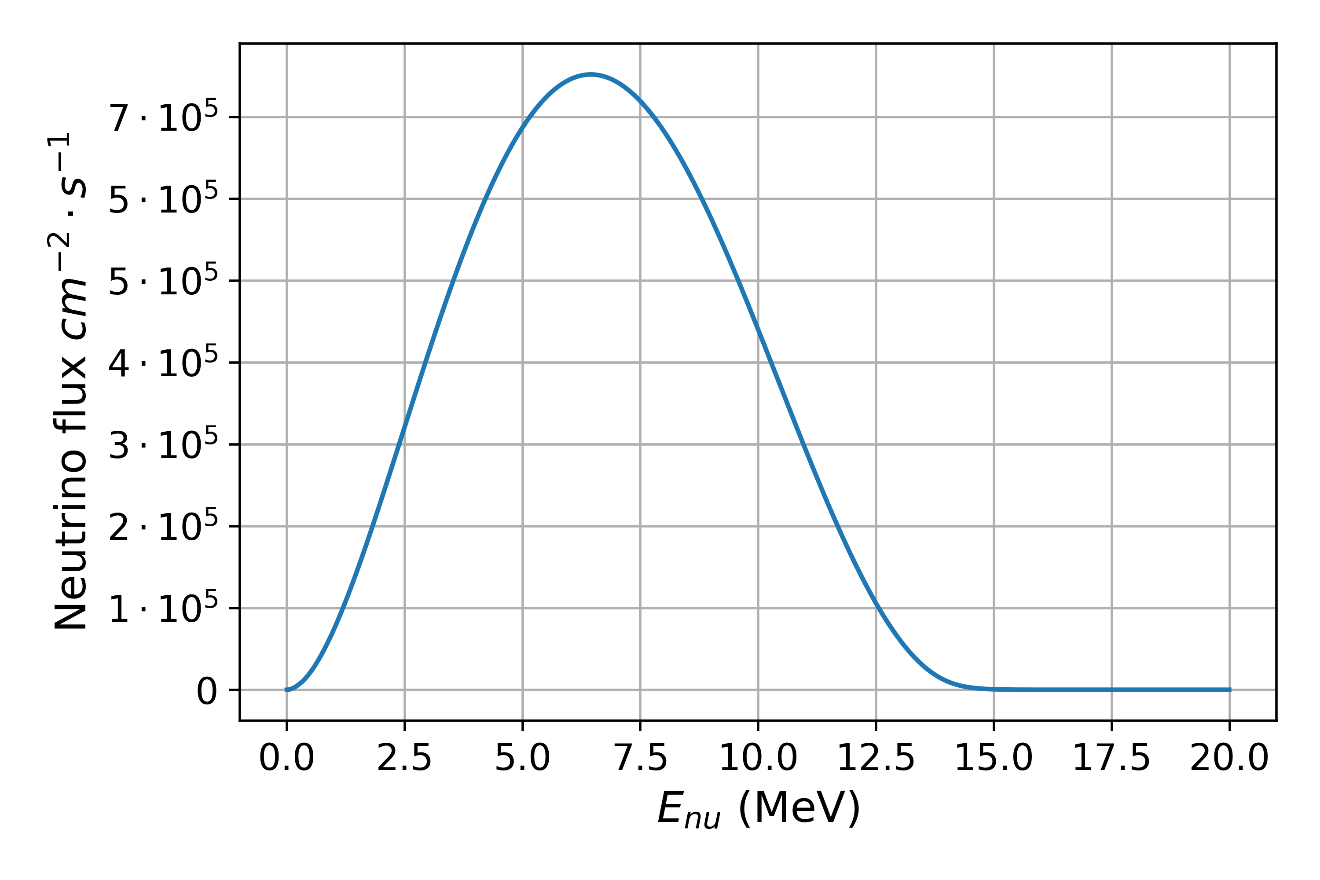 Neutrino flux cm⁻² · s⁻¹
7 · 10⁵
5 · 10⁵
5 · 10⁵
4 · 10⁵
3 · 10⁵
2 · 10⁵
1 · 10⁵
0
0.0 2.5 5.0 7.5 10.0 12.5 15.0 17.5 20.0
Eₙᵤ (MeV)